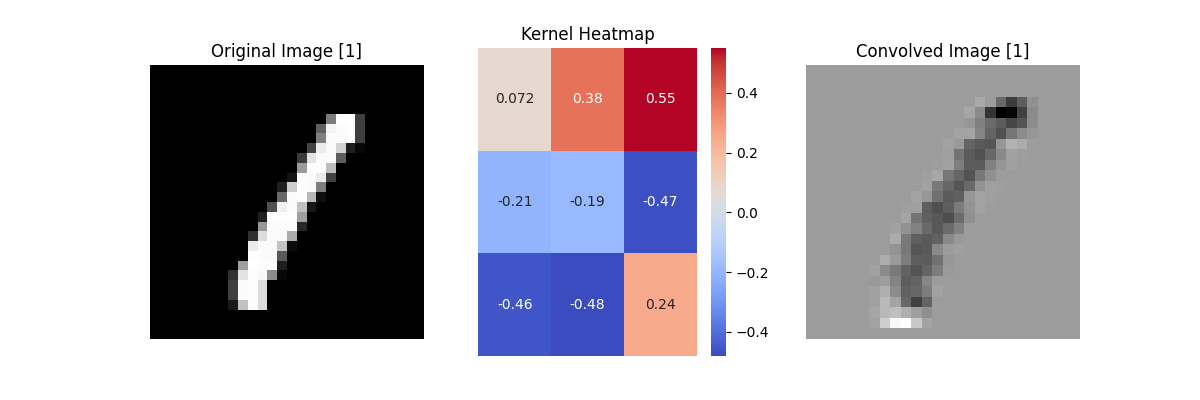 Original Image [1]
Kernel Heatmap
Convolved Image [1]
0.072 0.38 0.55
-0.21 -0.19 -0.47
-0.46 -0.48 0.24
0.4
0.2
0.0
−0.2
−0.4